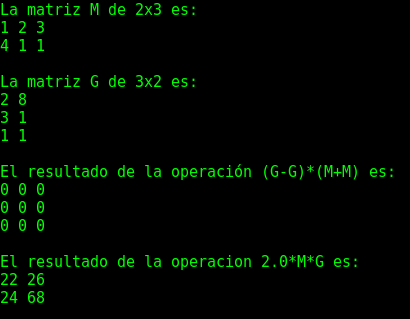 La matriz M de 2x3 es:
1 2 3
4 1 1
La matriz G de 3x2 es:
2 8
3 1
1 1
El resultado de la operación (G-G)*(M+M) es:
0 0 0
0 0 0
0 0 0
El resultado de la operacion 2.0*M*G es:
22 26
24 68